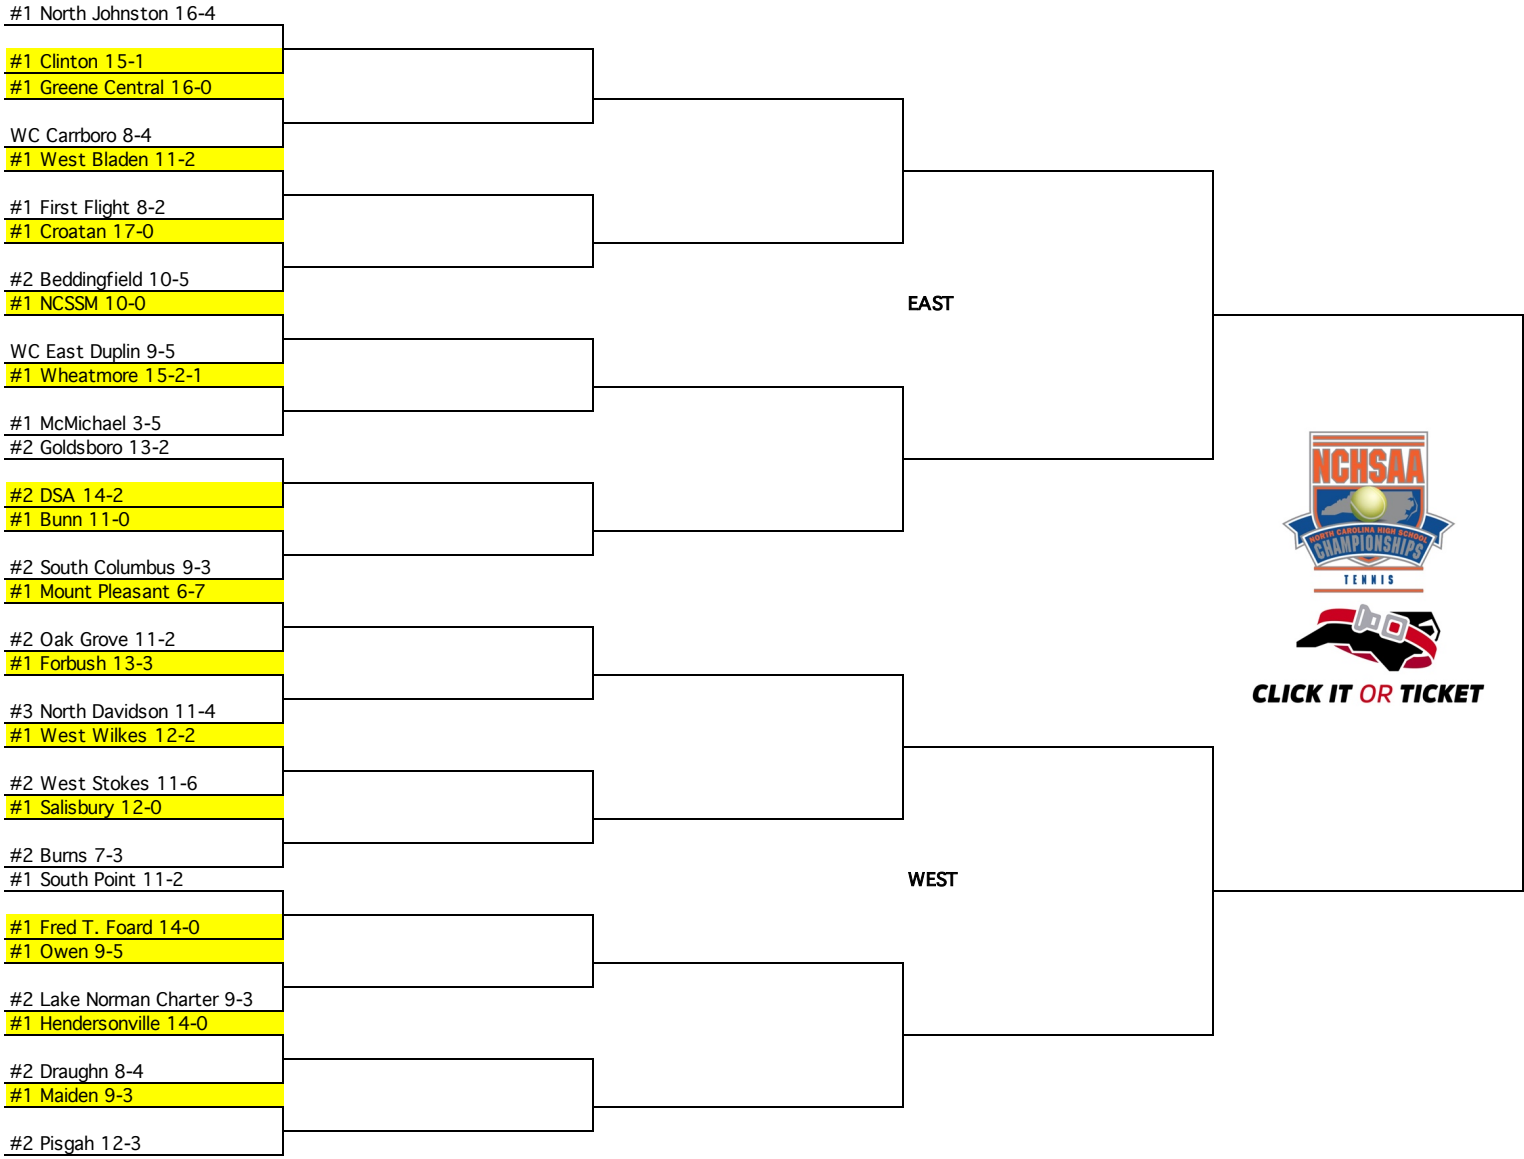 #1 North Johnston 16-4
#1 Clinton 15-1
#1 Greene Central 16-0
WC Carrboro 8-4
#1 West Bladen 11-2
#1 First Flight 8-2
#1 Croatan 17-0
#2 Beddingfield 10-5
#1 NCSSM 10-0
EAST
WC East Duplin 9-5
#1 Wheatmore 15-2-1
#1 McMichael 3-5
#2 Goldsboro 13-2
#2 DSA 14-2
#1 Bunn 11-0
#2 South Columbus 9-3
#1 Mount Pleasant 6-7
#2 Oak Grove 11-2
#1 Forbush 13-3
#3 North Davidson 11-4
#1 West Wilkes 12-2
#2 West Stokes 11-6
#1 Salisbury 12-0
#2 Burns 7-3
#1 South Point 11-2
WEST
#1 Fred T. Foard 14-0
#1 Owen 9-5
#2 Lake Norman Charter 9-3
#1 Hendersonville 14-0
#2 Draughn 8-4
#1 Maiden 9-3
#2 Pisgah 12-3
NCHSAA
NORTH CAROLINA HIGH SCHOOL
CHAMPIONSHIPS
TENNIS
CLICK IT OR TICKET